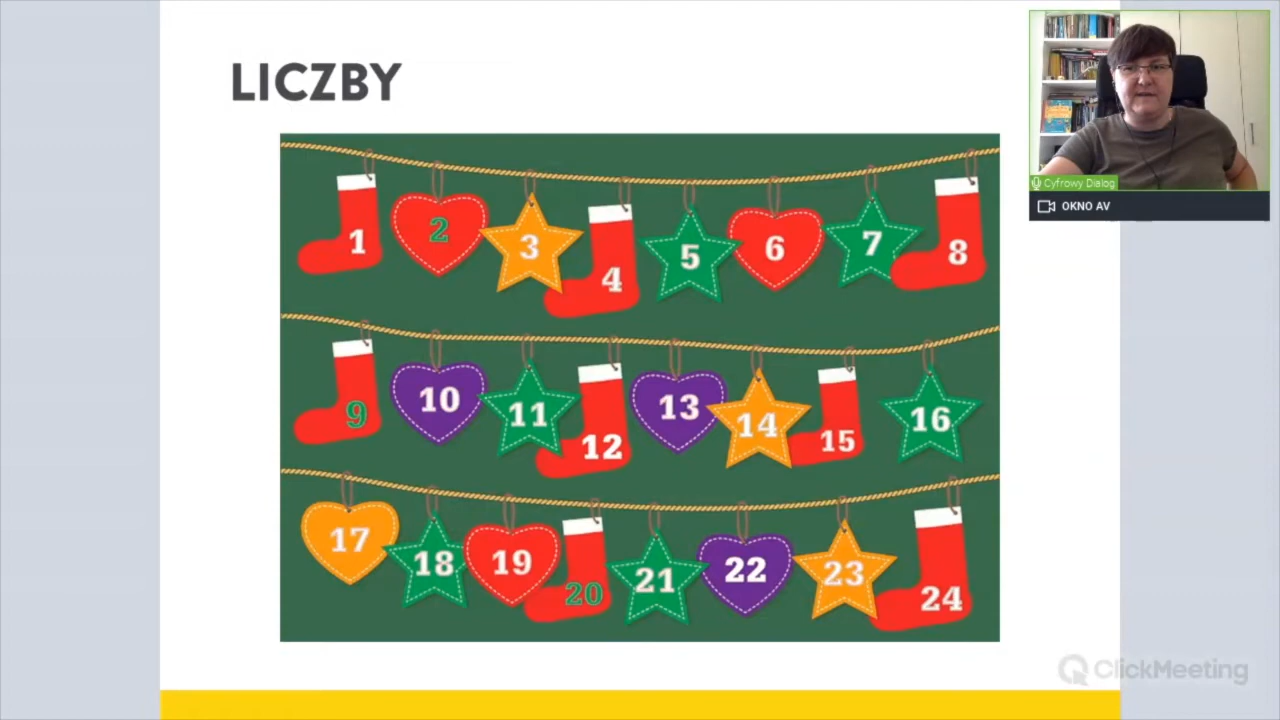 LICZBY
1 2 3 4 5 6 7 8
9 10 11 12 13 14 15 16
17 18 19 20 21 22 23 24
Cyfrowy Dialog
OKNO AV
ClickMeeting